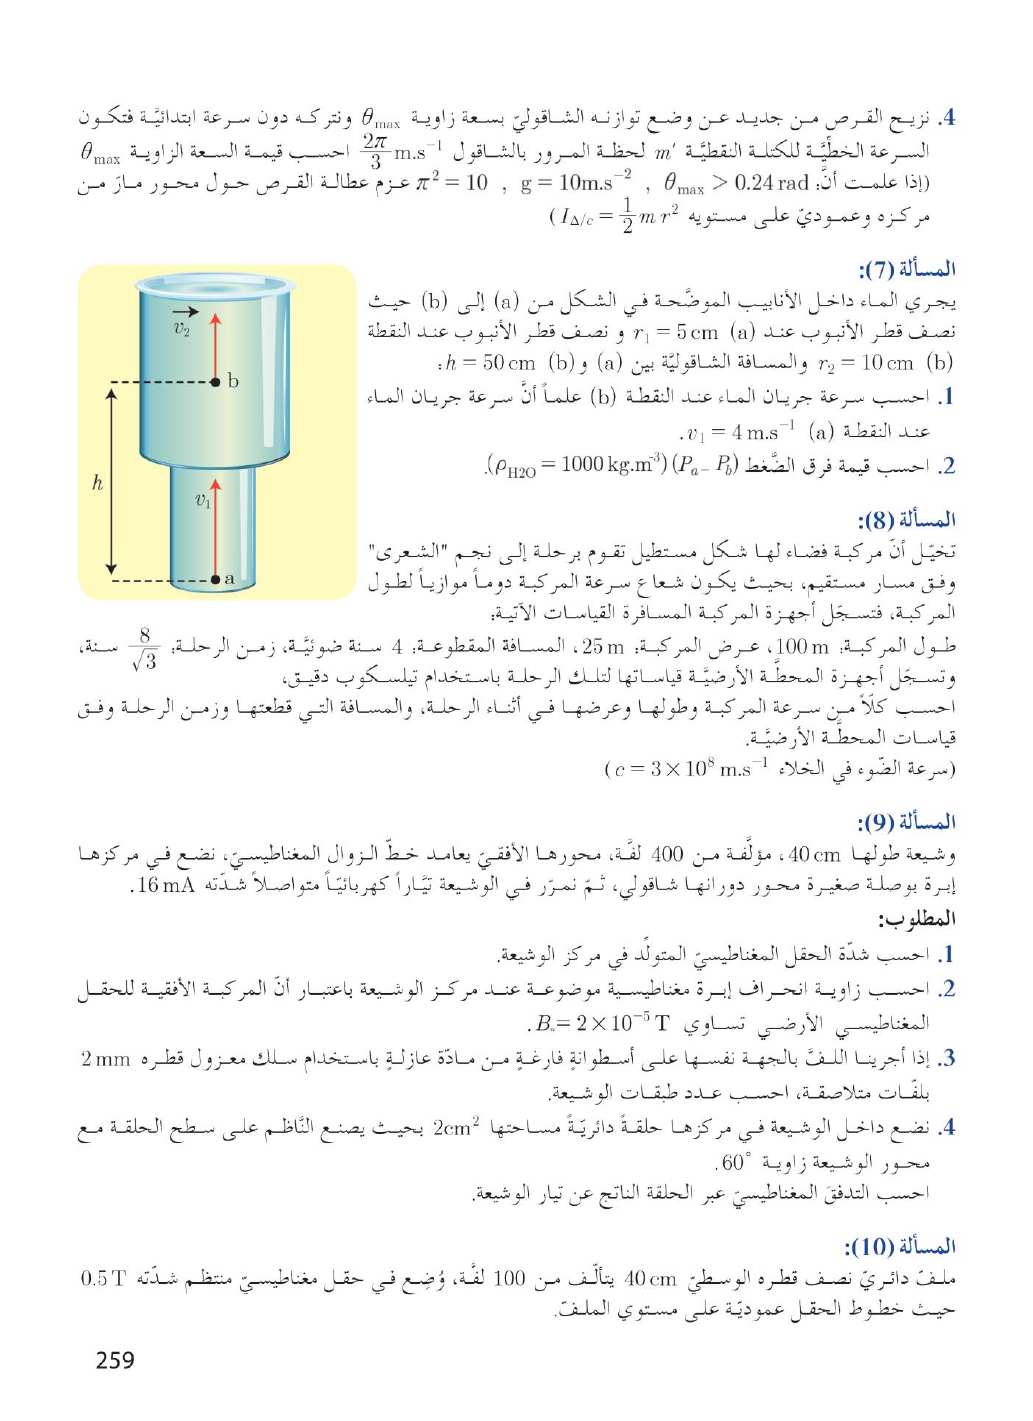 4. نزيح القرص من جديد عن وضع توازنه الشاقوليّ بسعة زاوية θmax ونتركه دون سرعة ابتدائيَّة فتكون
السرعة الخطيَّة للكتلة النقطيَّة m′ لحظة المرور بالشاقول 2π/3 m.s⁻¹ احسب قيمة السعة الزاوية θmax
(إذا علمت أنَّ: θmax > 0.24 rad , g = 10m.s⁻² , π² = 10 عزم عطالة القرص حول محور مارّ من
مركزه وعموديّ على مستويه I∆/c = 1/2 m r²)
المسألة (7):
يجري الماء داخل الأنابيب الموضَّحة في الشكل من (a) إلى (b) حيث
نصف قطر الأنبوب عند (a) r₁ = 5 cm و نصف قطر الأنبوب عند النقطة
(b) r₂ = 10 cm والمسافة الشاقوليَّة بين (a) و(b) h = 50 cm:
1. احسب سرعة جريان الماء عند النقطة (b) علماً أنَّ سرعة جريان الماء
عند النقطة (a) v₁ = 4 m.s⁻¹.
2. احسب قيمة فرق الضَّغط (Pa − Pb) (ρH2O = 1000 kg.m⁻³).
v₂
b
h
v₁
a
المسألة (8):
تخيّل أنّ مركبة فضاء لها شكل مستطيل تقوم برحلة إلى نجم "الشعرى"
وفق مسار مستقيم، بحيث يكون شعاع سرعة المركبة دوماً موازياً لطول
المركبة، فتسجّل أجهزة المركبة المسافرة القياسات الآتية:
طول المركبة: 100 m، عرض المركبة: 25 m، المسافة المقطوعة: 4 سنة ضوئيَّة، زمن الرحلة: 8/√3 سنة،
وتسجّل أجهزة المحطَّة الأرضيَّة قياساتها لتلك الرحلة باستخدام تيلسكوب دقيق،
احسب كلّاً من سرعة المركبة وطولها وعرضها في أثناء الرحلة، والمسافة التي قطعتها وزمن الرحلة وفق
قياسات المحطَّة الأرضيَّة.
(سرعة الضّوء في الخلاء c = 3 × 10⁸ m.s⁻¹)
المسألة (9):
وشيعة طولها 40 cm، مؤلَّفة من 400 لفَّة، محورها الأفقيّ يعامد خطّ الزوال المغناطيسيّ، نضع في مركزها
إبرة بوصلة صغيرة محور دورانها شاقولي، ثمّ نمرّر في الوشيعة تيَّاراً كهربائيّاً متواصلاً شدّته 16 mA.
المطلوب:
1. احسب شدَّة الحقل المغناطيسيّ المتولّد في مركز الوشيعة.
2. احسب زاوية انحراف إبرة مغناطيسية موضوعة عند مركز الوشيعة باعتبار أنَّ المركبة الأفقية للحقل
المغناطيسي الأرضي تساوي B = 2 × 10⁻⁵ T.
3. إذا أجرينا اللفَّ بالجهة نفسها على أسطوانةٍ فارغةٍ من مادّة عازلةٍ باستخدام سلك معزول قطره 2 mm
بلفّات متلاصقة، احسب عدد طبقات الوشيعة.
4. نضع داخل الوشيعة في مركزها حلقةً دائريّةً مساحتها 2cm² بحيث يصنع النَّاظم على سطح الحلقة مع
محور الوشيعة زاوية 60°.
احسب التدفقَ المغناطيسيّ عبر الحلقة الناتج عن تيار الوشيعة.
المسألة (10):
ملفّ دائريّ نصف قطره الوسطيّ 40 cm يتألّف من 100 لفَّة، وُضِع في حقل مغناطيسيّ منتظم شدّته 0.5 T
حيث خطوط الحقل عموديّة على مستوي الملفّ.
259